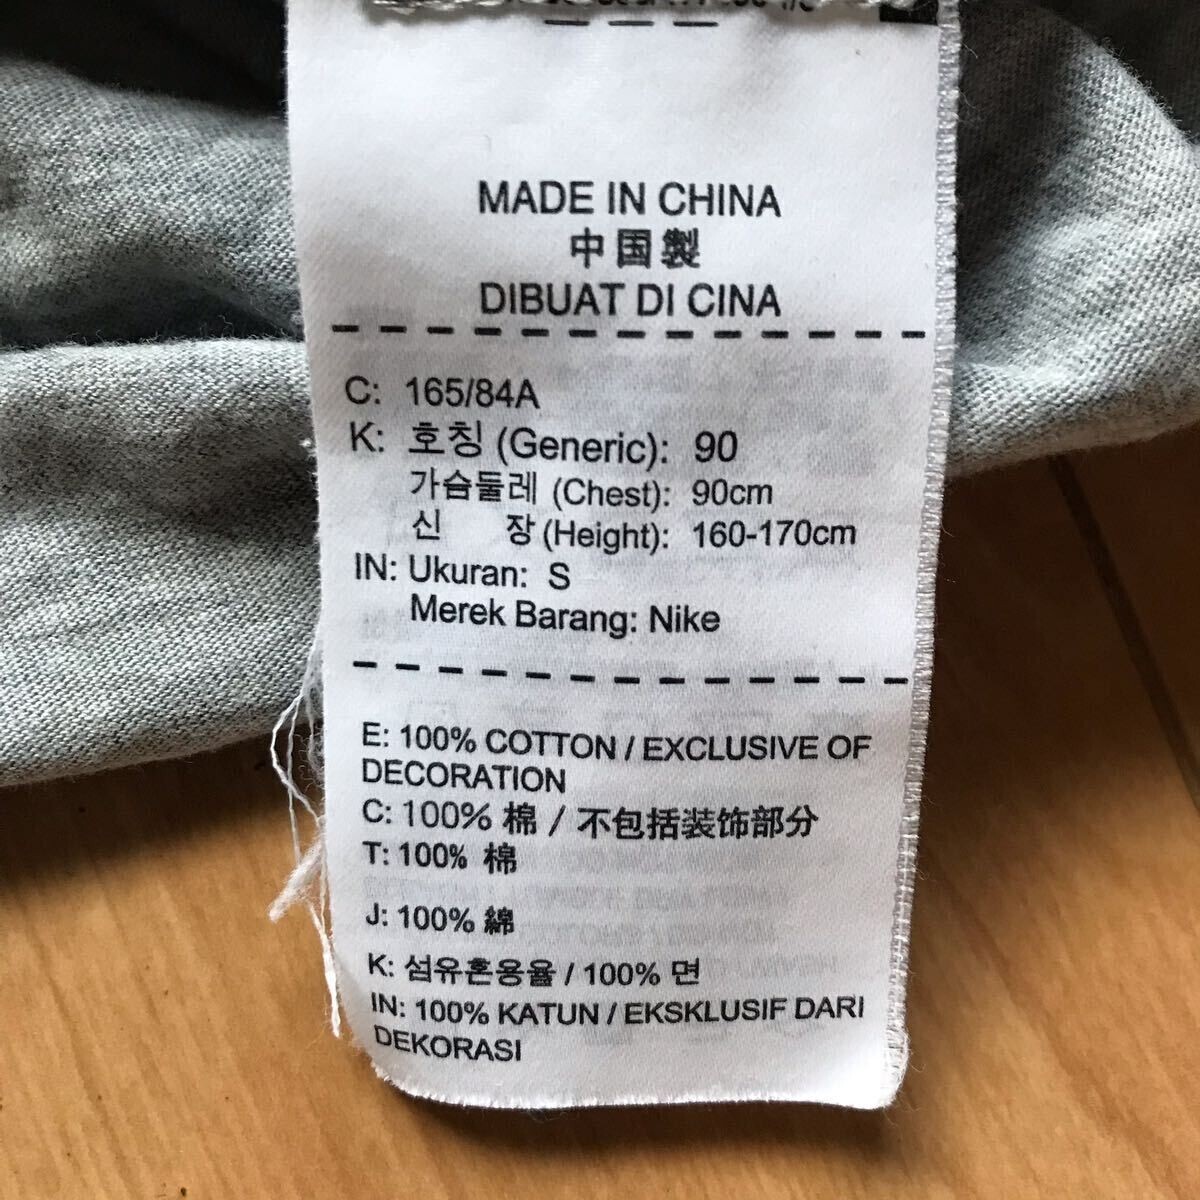 MADE IN CHINA
中国製
DIBUAT DI CINA
C: 165/84A
K: 호칭 (Generic): 90
가슴둘레 (Chest): 90cm
신 장 (Height): 160-170cm
IN: Ukuran: S
Merek Barang: Nike
E: 100% COTTON / EXCLUSIVE OF
DECORATION
C: 100% 棉 / 不包括装饰部分
T: 100% 棉
J: 100% 綿
K: 섬유혼용율 / 100% 면
IN: 100% KATUN / EKSKLUSIF DARI
DEKORASI